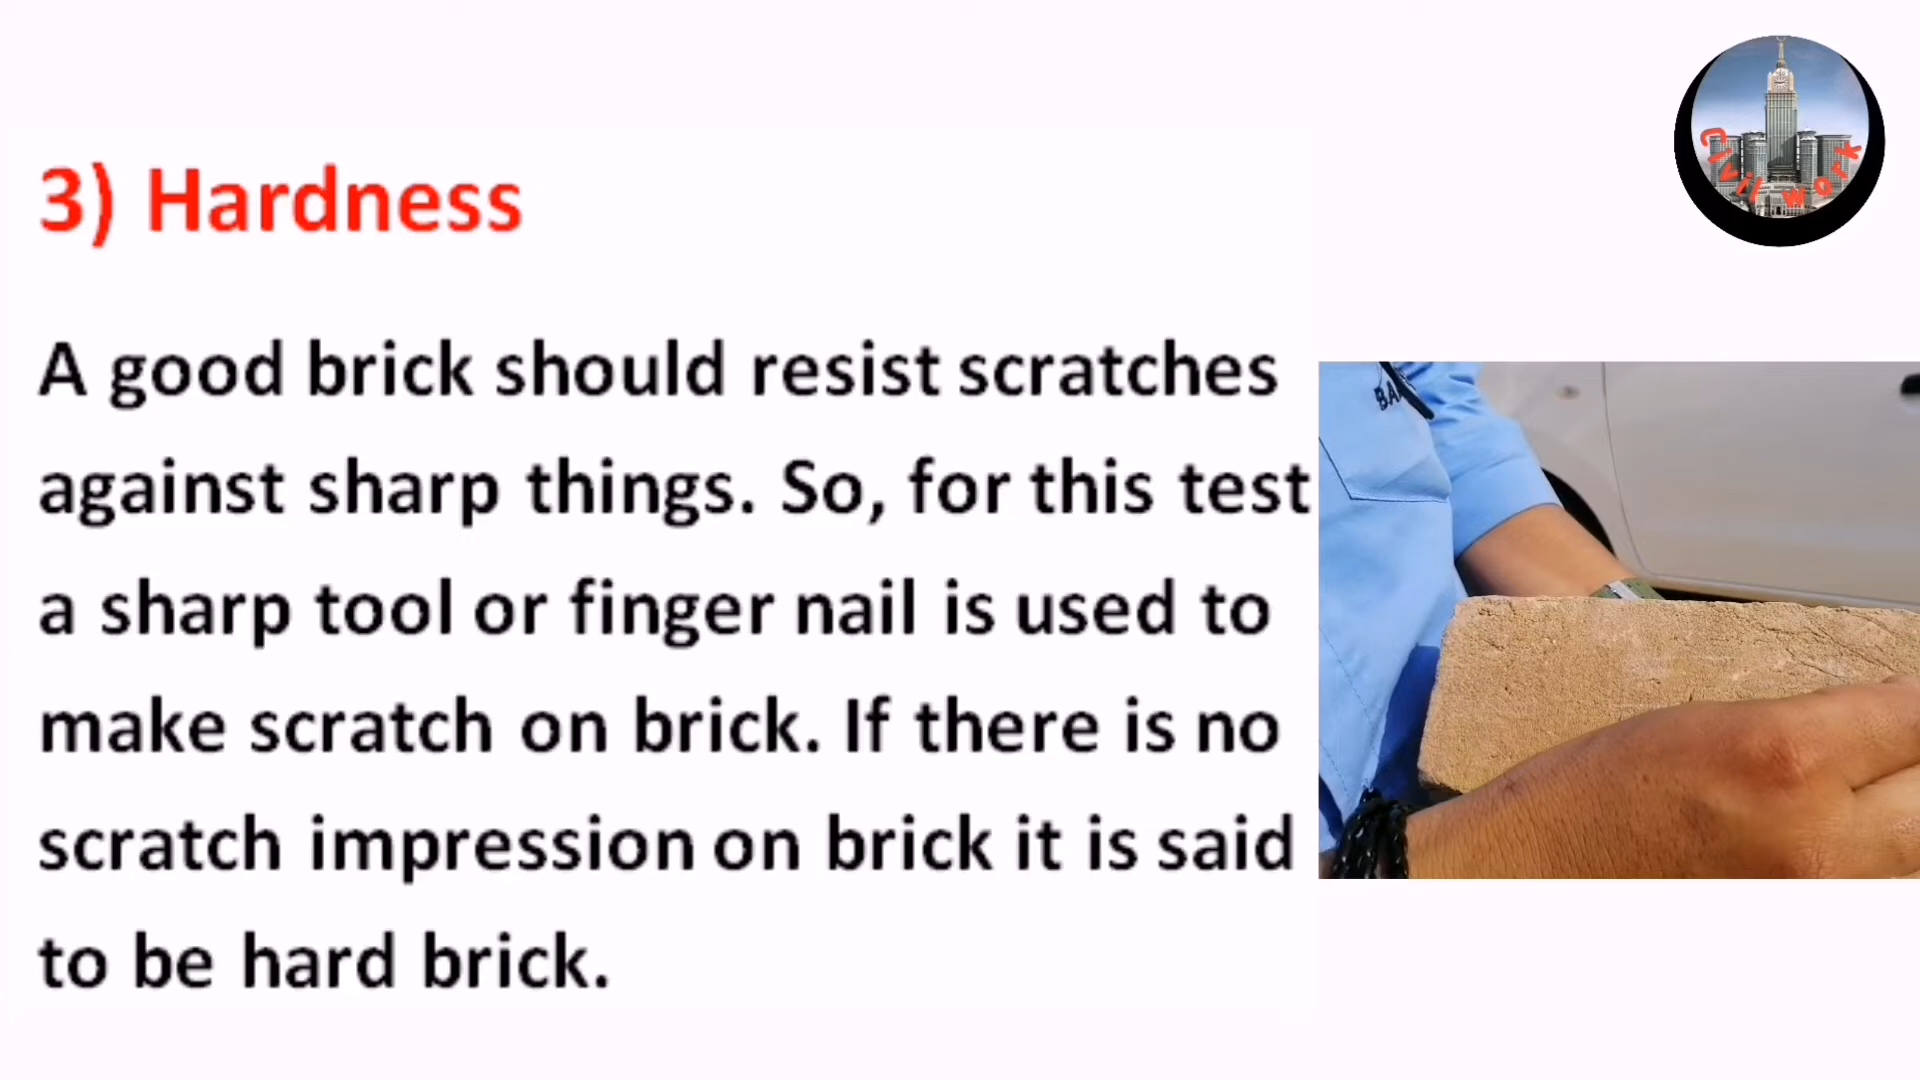 3) Hardness
A good brick should resist scratches
against sharp things. So, for this test
a sharp tool or finger nail is used to
make scratch on brick. If there is no
scratch impression on brick it is said
to be hard brick.
Civil work